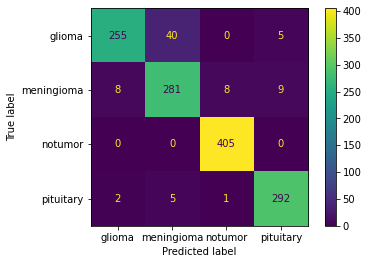 glioma 255 40 0 5
meningioma 8 281 8 9
notumor 0 0 405 0
pituitary 2 5 1 292
glioma meningioma notumor pituitary
Predicted label
True label
400
350
300
250
200
150
100
50
0